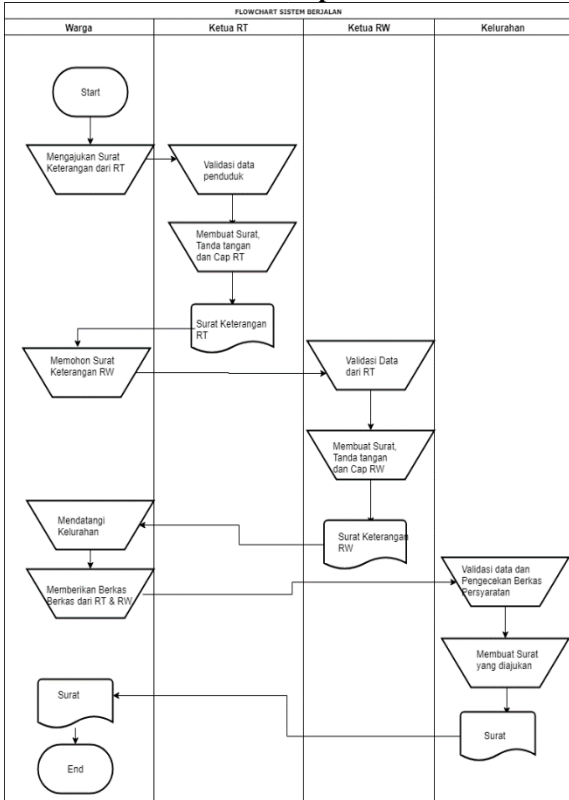 FLOWCHART SISTEM BERJALAN
Warga
Ketua RT
Ketua RW
Kelurahan
Start
Mengajukan Surat
Keterangan dari RT
Validasi data
penduduk
Membuat Surat,
Tanda tangan
dan Cap RT
Surat Keterangan
RT
Memohon Surat
Keterangan RW
Validasi Data
dari RT
Membuat Surat,
Tanda tangan
dan Cap RW
Surat Keterangan
RW
Mendatangi
Kelurahan
Memberikan Berkas
Berkas dari RT & RW
Validasi data dan
Pengecekan Berkas
Persyaratan
Membuat Surat
yang diajukan
Surat
Surat
End